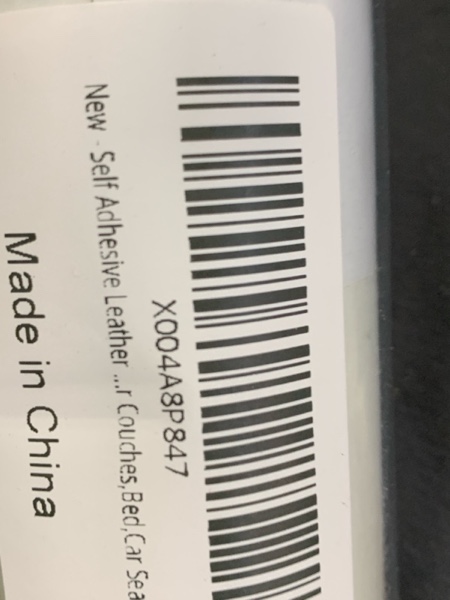 X004A8P847
New - Self Adhesive Leather ...r Couches,Bed,Car Sea
Made in China